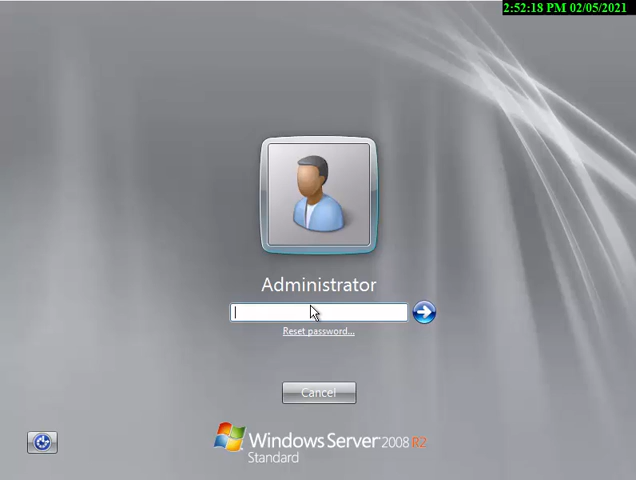 2:52:18 PM 02/05/2021
Administrator
Reset password...
Cancel
Windows Server 2008 R2
Standard